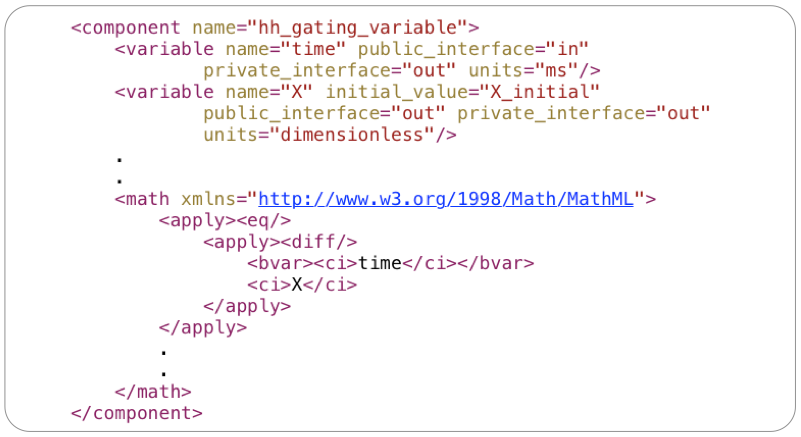 <component name="hh_gating_variable">
<variable name="time" public_interface="in"
private_interface="out" units="ms"/>
<variable name="X" initial_value="X_initial"
public_interface="out" private_interface="out"
units="dimensionless"/>
.
.
<math xmlns="http://www.w3.org/1998/Math/MathML">
<apply><eq/>
<apply><diff/>
<bvar><ci>time</ci></bvar>
<ci>X</ci>
</apply>
</apply>
.
.
</math>
</component>